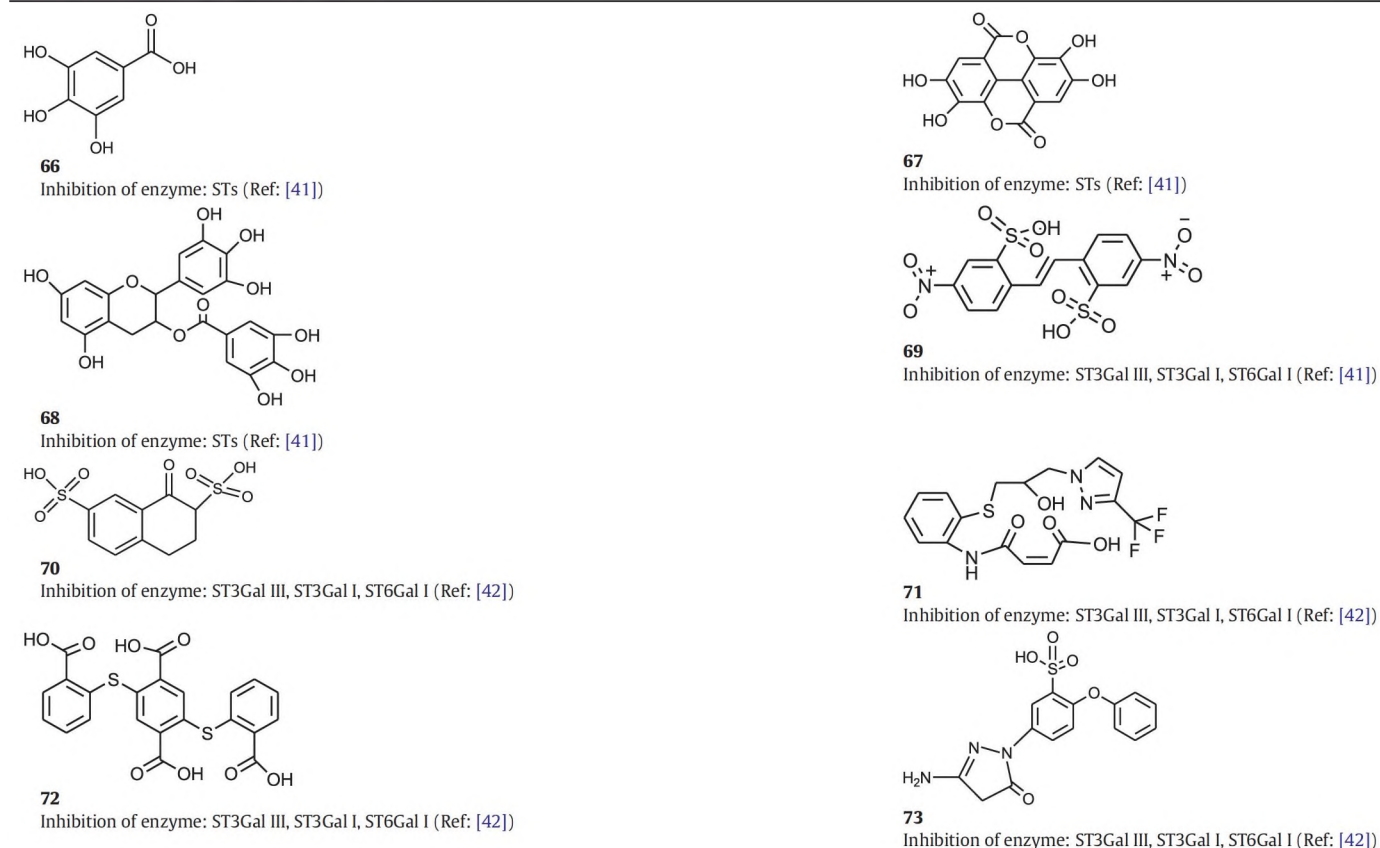 O
HO
OH
HO
OH
66
Inhibition of enzyme: STs (Ref: [41])
O
O
OH
HO
OH
HO
O
O
67
Inhibition of enzyme: STs (Ref: [41])
OH
OH
HO
O
OH
O
O
OH
OH
OH
OH
68
Inhibition of enzyme: STs (Ref: [41])
O
S
OH
O
O
N
+
O
−
O
N
+
O
O
S
HO
O
69
Inhibition of enzyme: ST3Gal III, ST3Gal I, ST6Gal I (Ref: [41])
HO
O
S
O
O
O
OH
S
O
70
Inhibition of enzyme: ST3Gal III, ST3Gal I, ST6Gal I (Ref: [42])
N
N
OH
S
O
O
OH
F
F
F
N
H
71
Inhibition of enzyme: ST3Gal III, ST3Gal I, ST6Gal I (Ref: [42])
HO
O
HO
O
S
S
O
OH
O
OH
72
Inhibition of enzyme: ST3Gal III, ST3Gal I, ST6Gal I (Ref: [42])
O
HO
S
O
O
N
N
H₂N
O
73
Inhibition of enzyme: ST3Gal III, ST3Gal I, ST6Gal I (Ref: [42])